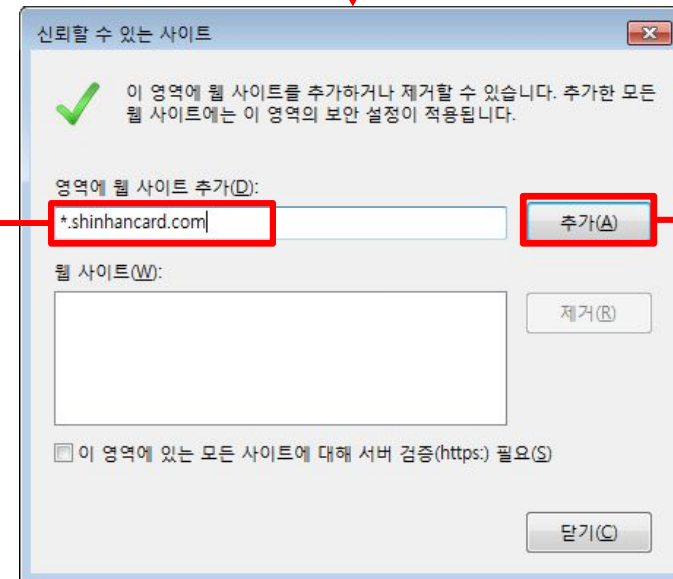 신뢰할 수 있는 사이트
이 영역에 웹 사이트를 추가하거나 제거할 수 있습니다. 추가한 모든
웹 사이트에는 이 영역의 보안 설정이 적용됩니다.
영역에 웹 사이트 추가(D):
*.shinhancard.com
추가(A)
웹 사이트(W):
제거(R)
이 영역에 있는 모든 사이트에 대해 서버 검증(https:) 필요(S)
닫기(C)